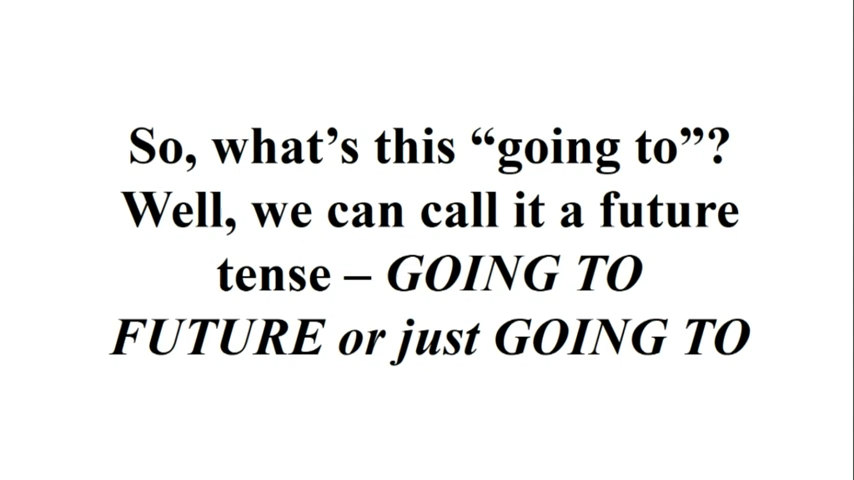 So, what’s this “going to”?
Well, we can call it a future
tense – GOING TO
FUTURE or just GOING TO